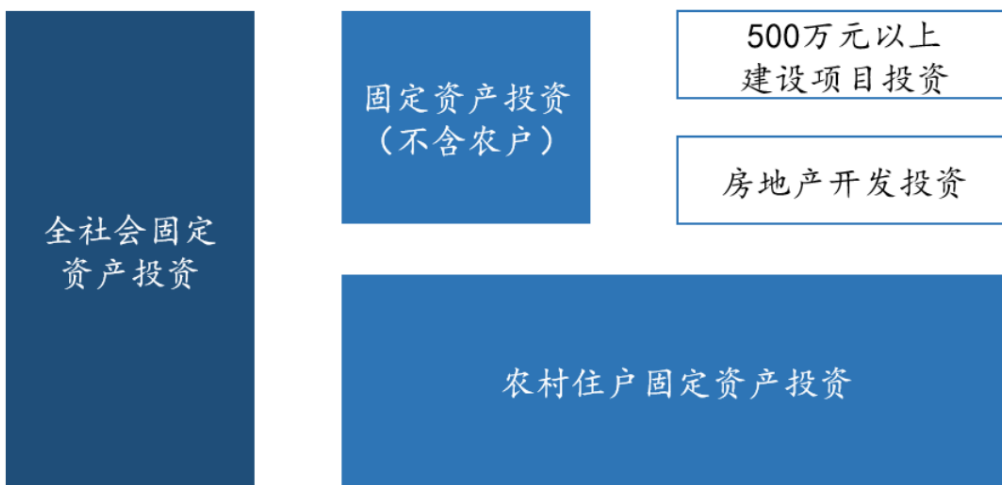 全社会固定
资产投资
固定资产投资
（不含农户）
500万元以上
建设项目投资
房地产开发投资
农村住户固定资产投资